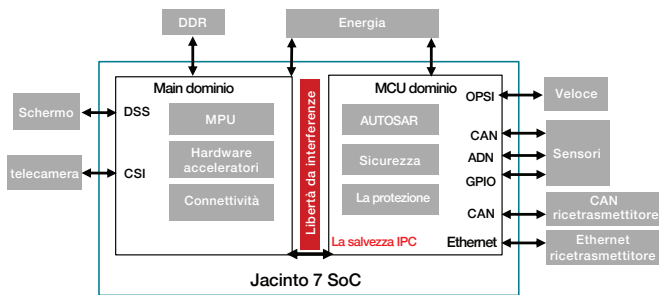 DDR
Energia
Main dominio
MCU dominio
Schermo
DSS
MPU
OPSI
Veloce
AUTOSAR
CAN
telecamera
CSI
Hardware
acceleratori
Sicurezza
ADN
Sensori
GPIO
Connettività
La protezione
Libertà da interferenze
CAN
CAN
ricetrasmettitore
La salvezza IPC
Ethernet
Ethernet
ricetrasmettitore
Jacinto 7 SoC